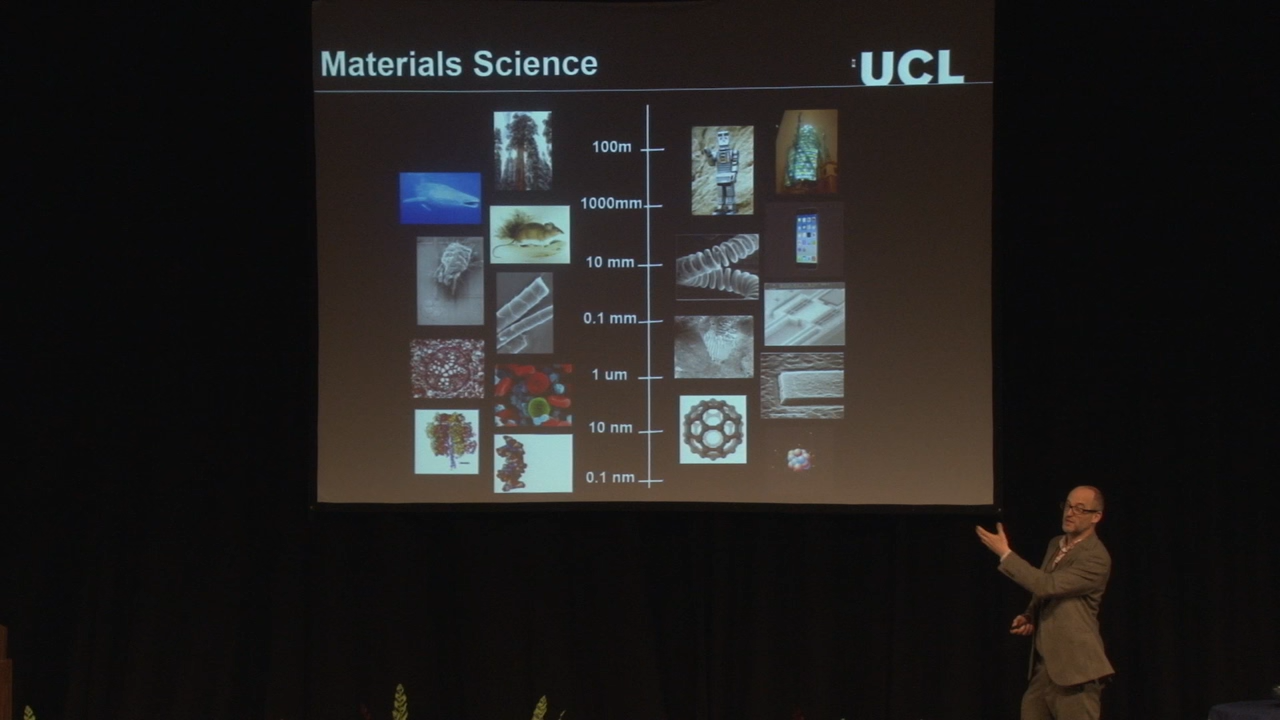 Materials Science
UCL
100m
1000mm
10 mm
0.1 mm
1 um
10 nm
0.1 nm